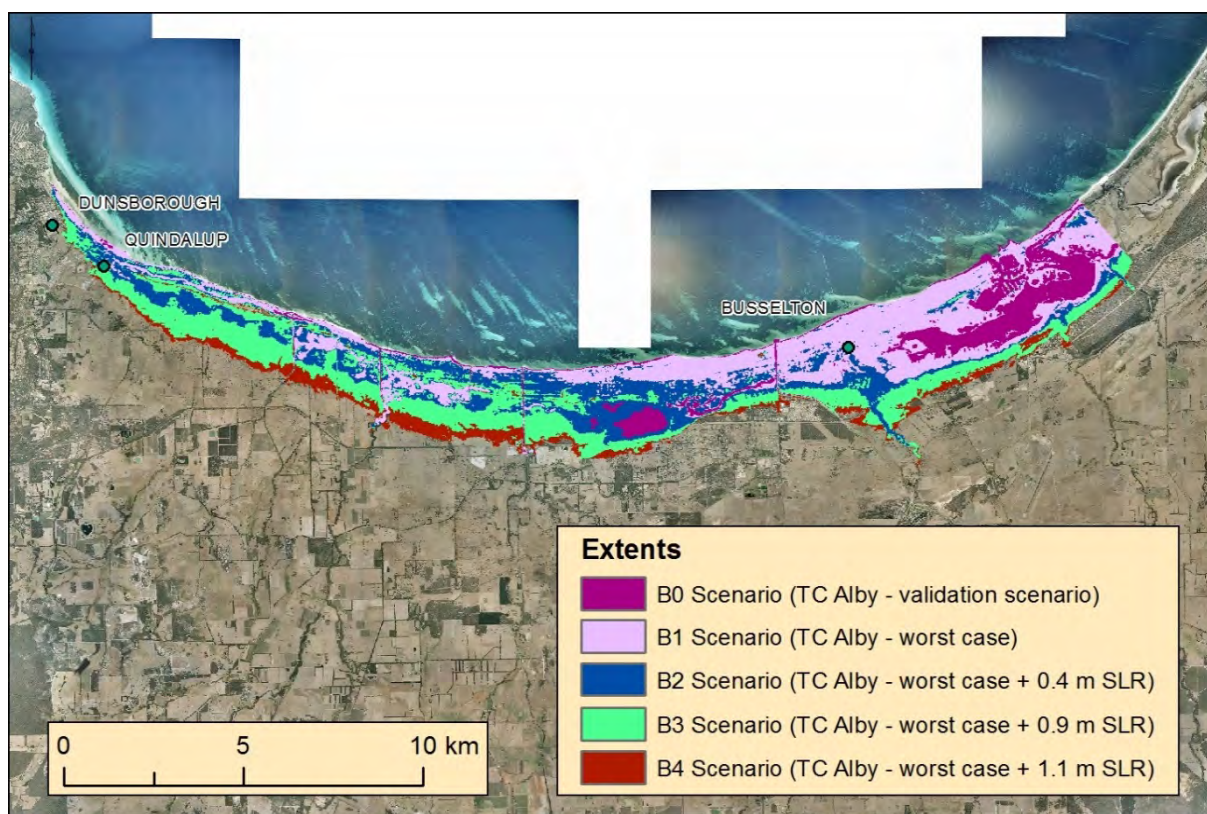 DUNSBOROUGH
QUINDALUP
BUSSELTON
Extents
B0 Scenario (TC Alby - validation scenario)
B1 Scenario (TC Alby - worst case)
B2 Scenario (TC Alby - worst case + 0.4 m SLR)
B3 Scenario (TC Alby - worst case + 0.9 m SLR)
B4 Scenario (TC Alby - worst case + 1.1 m SLR)
0 5 10 km